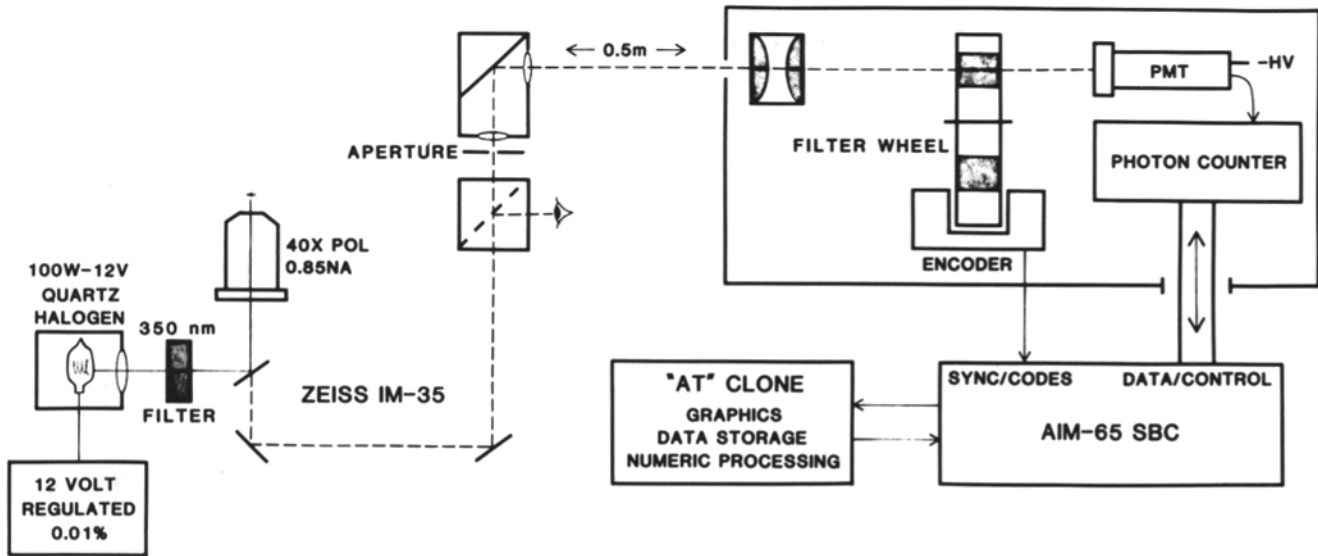 ← 0.5m →
PMT
-HV
APERTURE
FILTER WHEEL
PHOTON COUNTER
40X POL
0.85NA
ENCODER
100W-12V
QUARTZ
HALOGEN
350 nm
FILTER
ZEISS IM-35
"AT" CLONE
GRAPHICS
DATA STORAGE
NUMERIC PROCESSING
SYNC/CODES
DATA/CONTROL
AIM-65 SBC
12 VOLT
REGULATED
0.01%